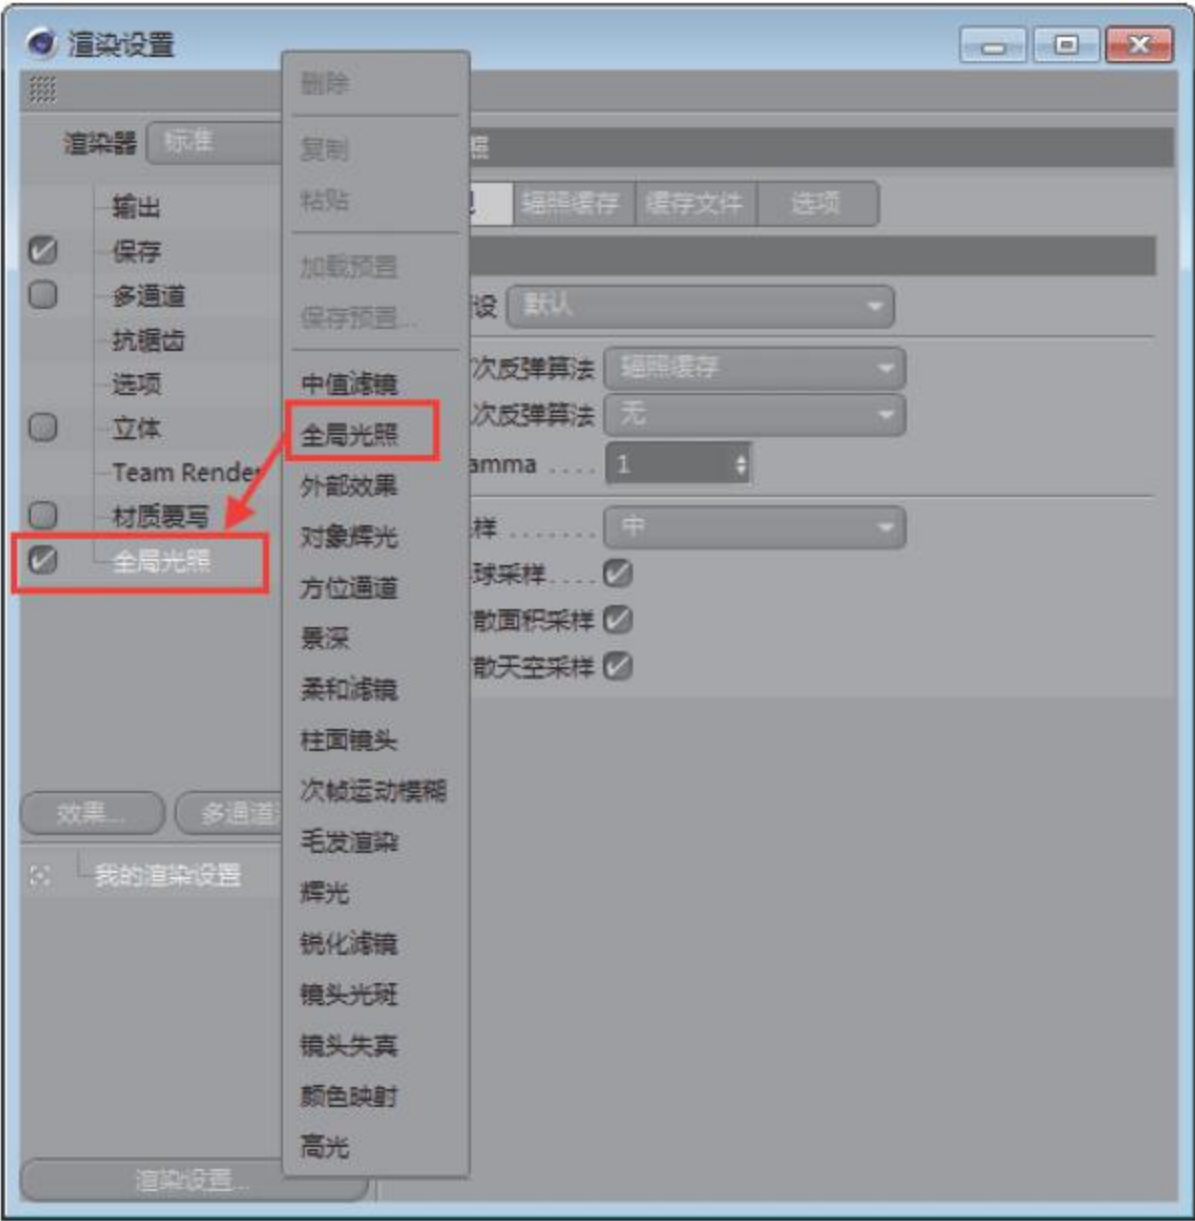 渲染设置
渲染器 标准
输出
保存
多通道
抗锯齿
选项
立体
Team Render
材质覆写
全局光照
效果...
多通道
我的渲染设置
渲染设置...
删除
复制
粘贴
加载预置
保存预置...
中值滤镜
全局光照
外部效果
对象辉光
方位通道
景深
柔和滤镜
柱面镜头
次帧运动模糊
毛发渲染
辉光
锐化滤镜
镜头光斑
镜头失真
颜色映射
高光
照
辐照缓存 缓存文件 选项
设 默认
次反弹算法 辐照缓存
次反弹算法 无
amma .... 1
样 ....... 中
球采样....
散面积采样
散天空采样